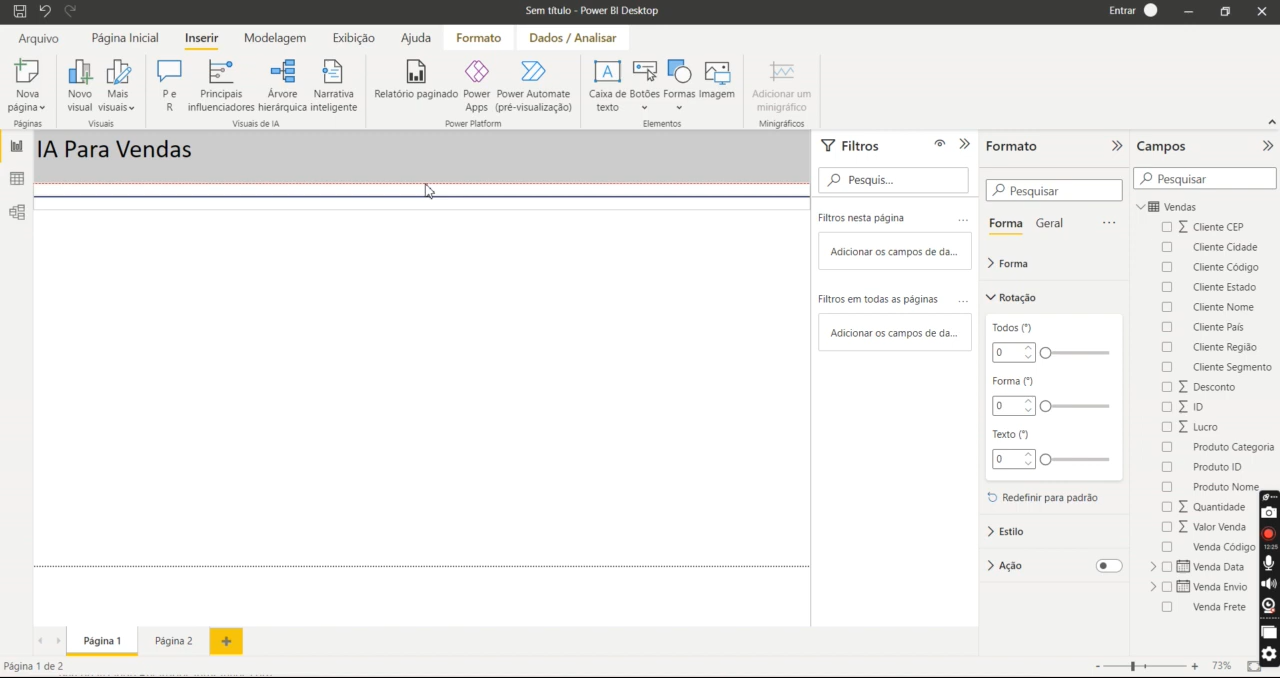 Sem título - Power BI Desktop
Entrar
Arquivo Página Inicial Inserir Modelagem Exibição Ajuda Formato Dados / Analisar
Nova página
Novo visual
Mais visuais
P e R
Principais influenciadores
Árvore hierárquica
Narrativa inteligente
Relatório paginado
Power Apps
Power Automate (pré-visualização)
Caixa de texto
Botões
Formas
Imagem
Adicionar um minigráfico
Páginas
Visuais
Visuais de IA
Power Platform
Elementos
Minigráficos
IA Para Vendas
Filtros
Pesquis...
Filtros nesta página
Adicionar os campos de da...
Filtros em todas as páginas
Adicionar os campos de da...
Formato
Pesquisar
Forma Geral
Forma
Rotação
Todos (°)
0
Forma (°)
0
Texto (°)
0
Redefinir para padrão
Estilo
Ação
Campos
Pesquisar
Vendas
Cliente CEP
Cliente Cidade
Cliente Código
Cliente Estado
Cliente Nome
Cliente País
Cliente Região
Cliente Segmento
Desconto
ID
Lucro
Produto Categoria
Produto ID
Produto Nome
Quantidade
Valor Venda
Venda Código
Venda Data
Venda Envio
Venda Frete
12:25
Página 1 Página 2
Página 1 de 2
- + 73%